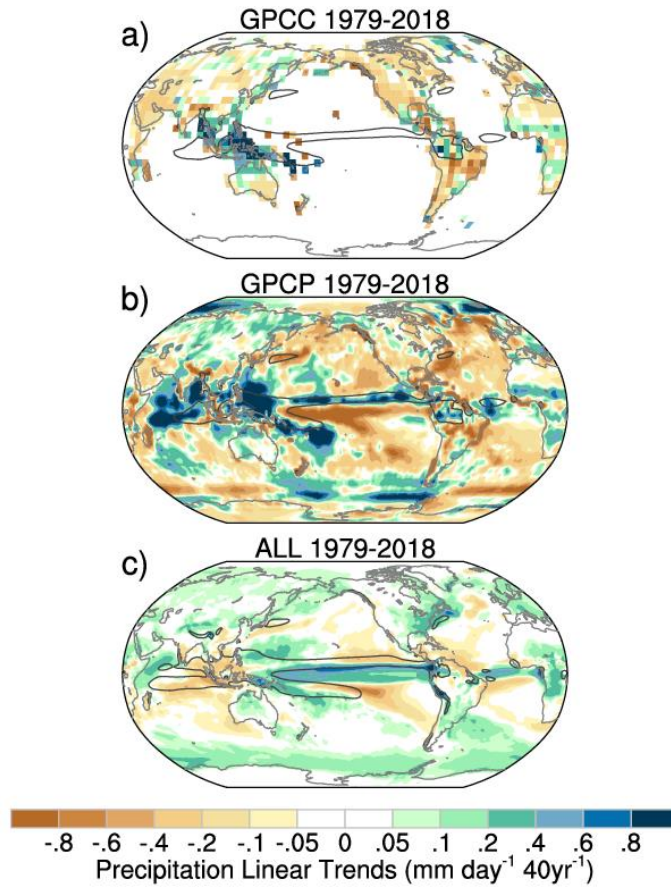 GPCC 1979-2018
a)
GPCP 1979-2018
b)
ALL 1979-2018
c)
-.8 -.6 -.4 -.2 -.1 -.05 0 .05 .1 .2 .4 .6 .8
Precipitation Linear Trends (mm day⁻¹ 40yr⁻¹)